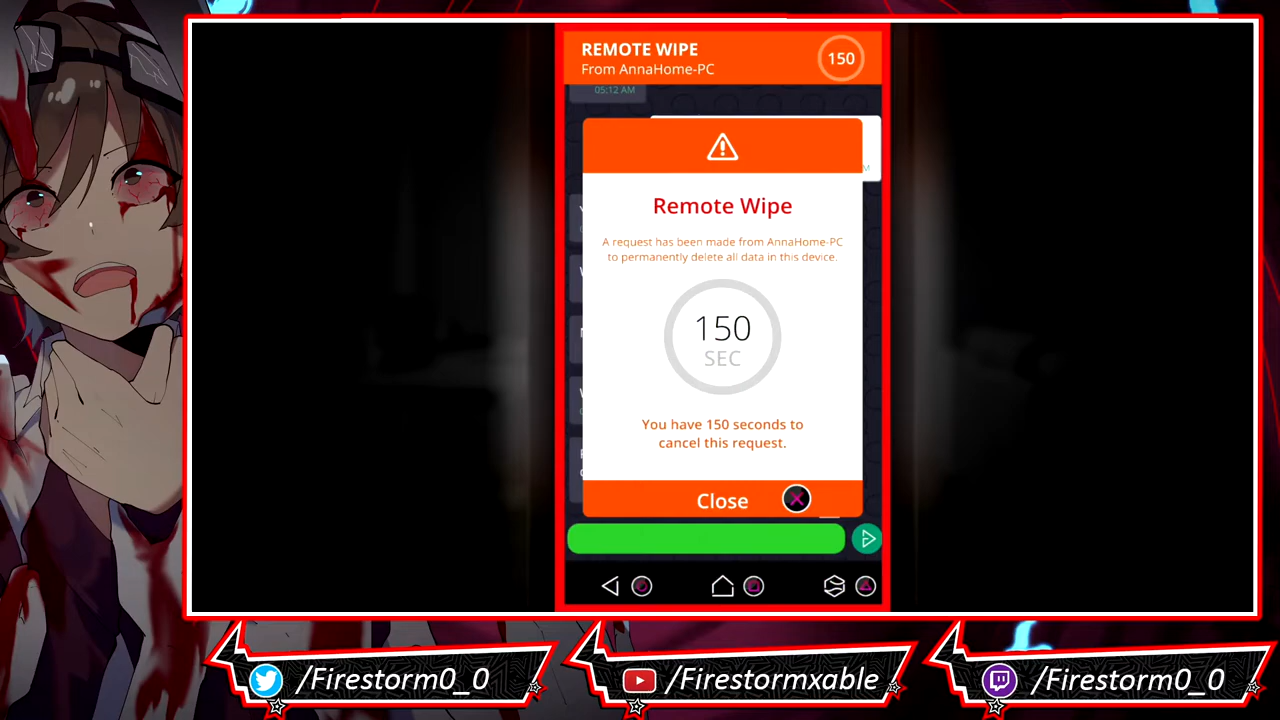 REMOTE WIPE
From AnnaHome-PC
150
05:12 AM
M
Remote Wipe
A request has been made from AnnaHome-PC
to permanently delete all data in this device.
150
SEC
You have 150 seconds to
cancel this request.
Close
/Firestorm0_0
/Firestormxable
/Firestorm0_0